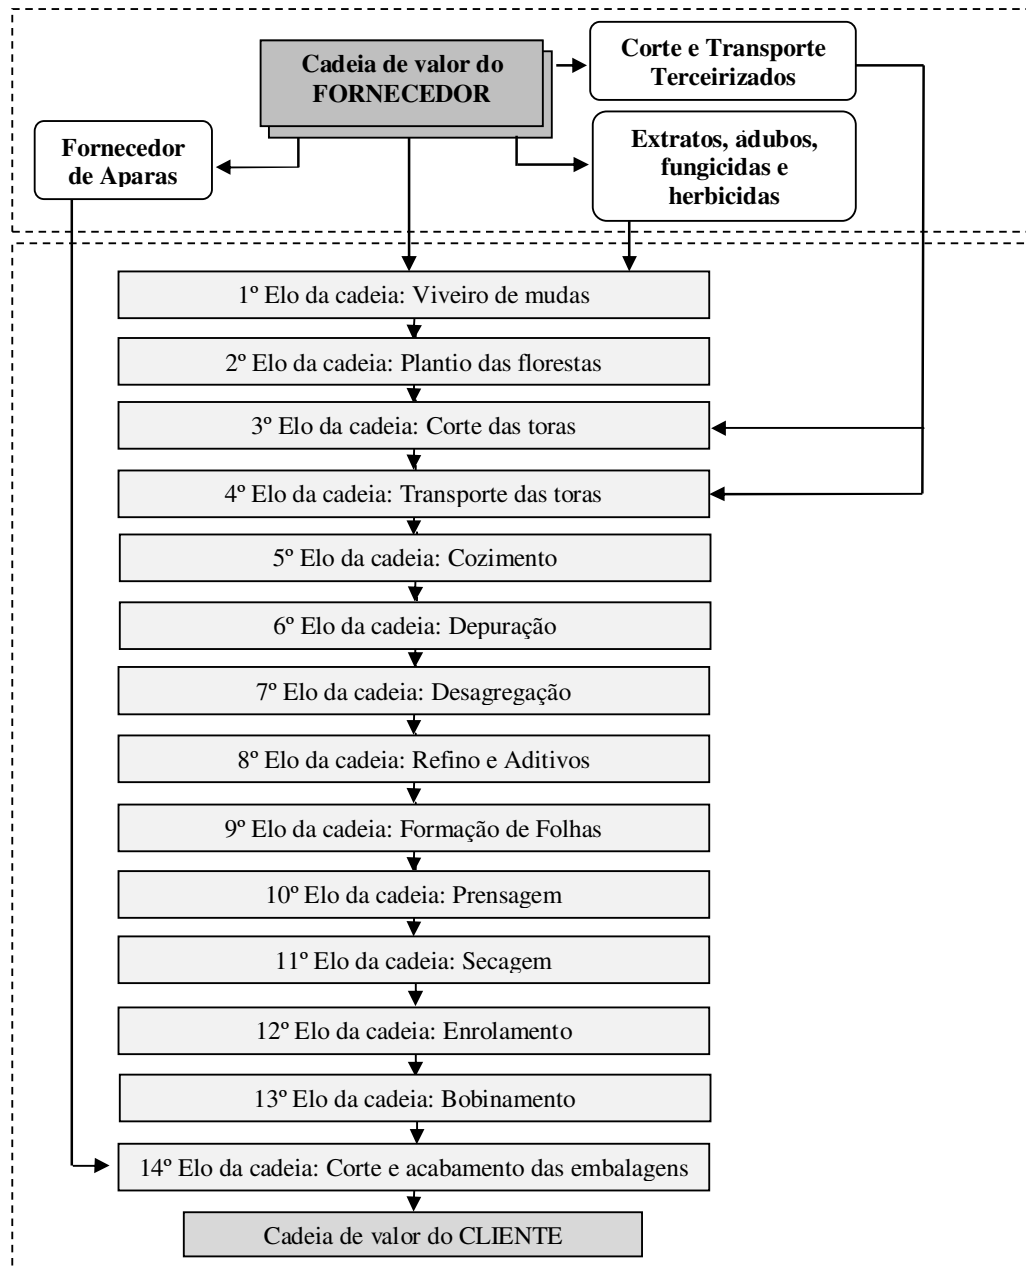 Cadeia de valor do
FORNECEDOR
Corte e Transporte
Terceirizados
Fornecedor
de Aparas
Extratos, adubos,
fungicidas e
herbicidas
1º Elo da cadeia: Viveiro de mudas
2º Elo da cadeia: Plantio das florestas
3º Elo da cadeia: Corte das toras
4º Elo da cadeia: Transporte das toras
5º Elo da cadeia: Cozimento
6º Elo da cadeia: Depuração
7º Elo da cadeia: Desagregação
8º Elo da cadeia: Refino e Aditivos
9º Elo da cadeia: Formação de Folhas
10º Elo da cadeia: Prensagem
11º Elo da cadeia: Secagem
12º Elo da cadeia: Enrolamento
13º Elo da cadeia: Bobinamento
14º Elo da cadeia: Corte e acabamento das embalagens
Cadeia de valor do CLIENTE